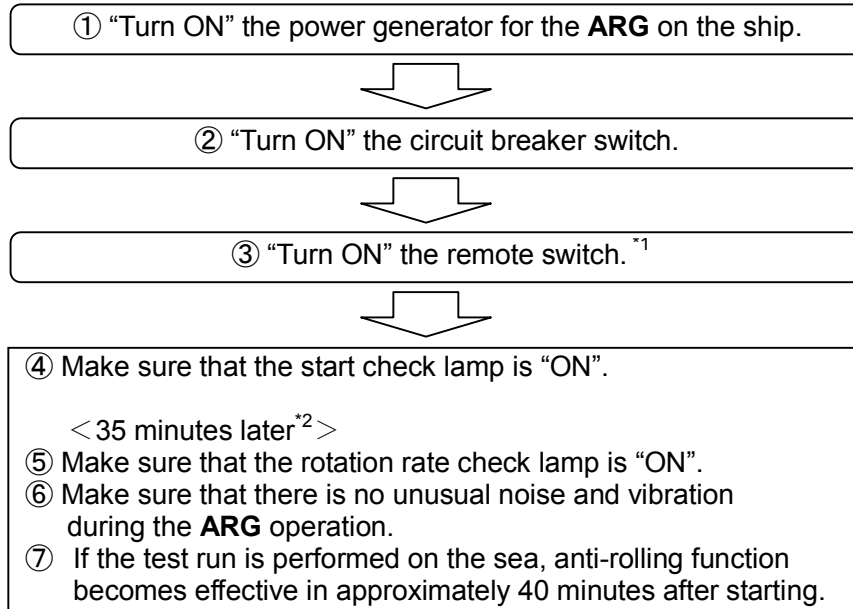 ① “Turn ON” the power generator for the ARG on the ship.
② “Turn ON” the circuit breaker switch.
③ “Turn ON” the remote switch. *1
④ Make sure that the start check lamp is “ON”.
＜35 minutes later*2＞
⑤ Make sure that the rotation rate check lamp is “ON”.
⑥ Make sure that there is no unusual noise and vibration
during the ARG operation.
⑦ If the test run is performed on the sea, anti-rolling function
becomes effective in approximately 40 minutes after starting.